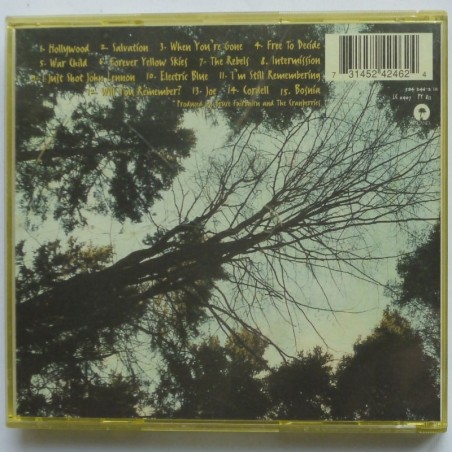 1. Hollywood 2. Salvation 3. When You're Gone 4. Free To Decide
5. War Child 6. Forever Yellow Skies 7. The Rebels 8. Intermission
I Just Shot John Lennon 10. Electric Blue 11. I'm Still Remembering
Will You Remember? 13. Joe 14. Cordell 15. Bosnia
Produced by Bruce Fairbairn and The Cranberries
7 31452 42462 4